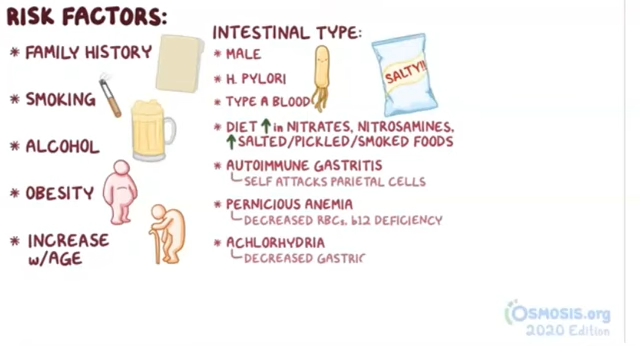 RISK FACTORS:
* FAMILY HISTORY
* SMOKING
* ALCOHOL
* OBESITY
* INCREASE
w/AGE
INTESTINAL TYPE:
* MALE
* H. PYLORI
* TYPE A BLOOD
* DIET ↑ in NITRATES, NITROSAMINES,
↑ SALTED/PICKLED/SMOKED FOODS
* AUTOIMMUNE GASTRITIS
SELF ATTACKS PARIETAL CELLS
* PERNICIOUS ANEMIA
DECREASED RBCs, b12 DEFICIENCY
* ACHLORHYDRIA
DECREASED GASTRIC
SALTY!!
OSMOSIS.org
2020 Edition